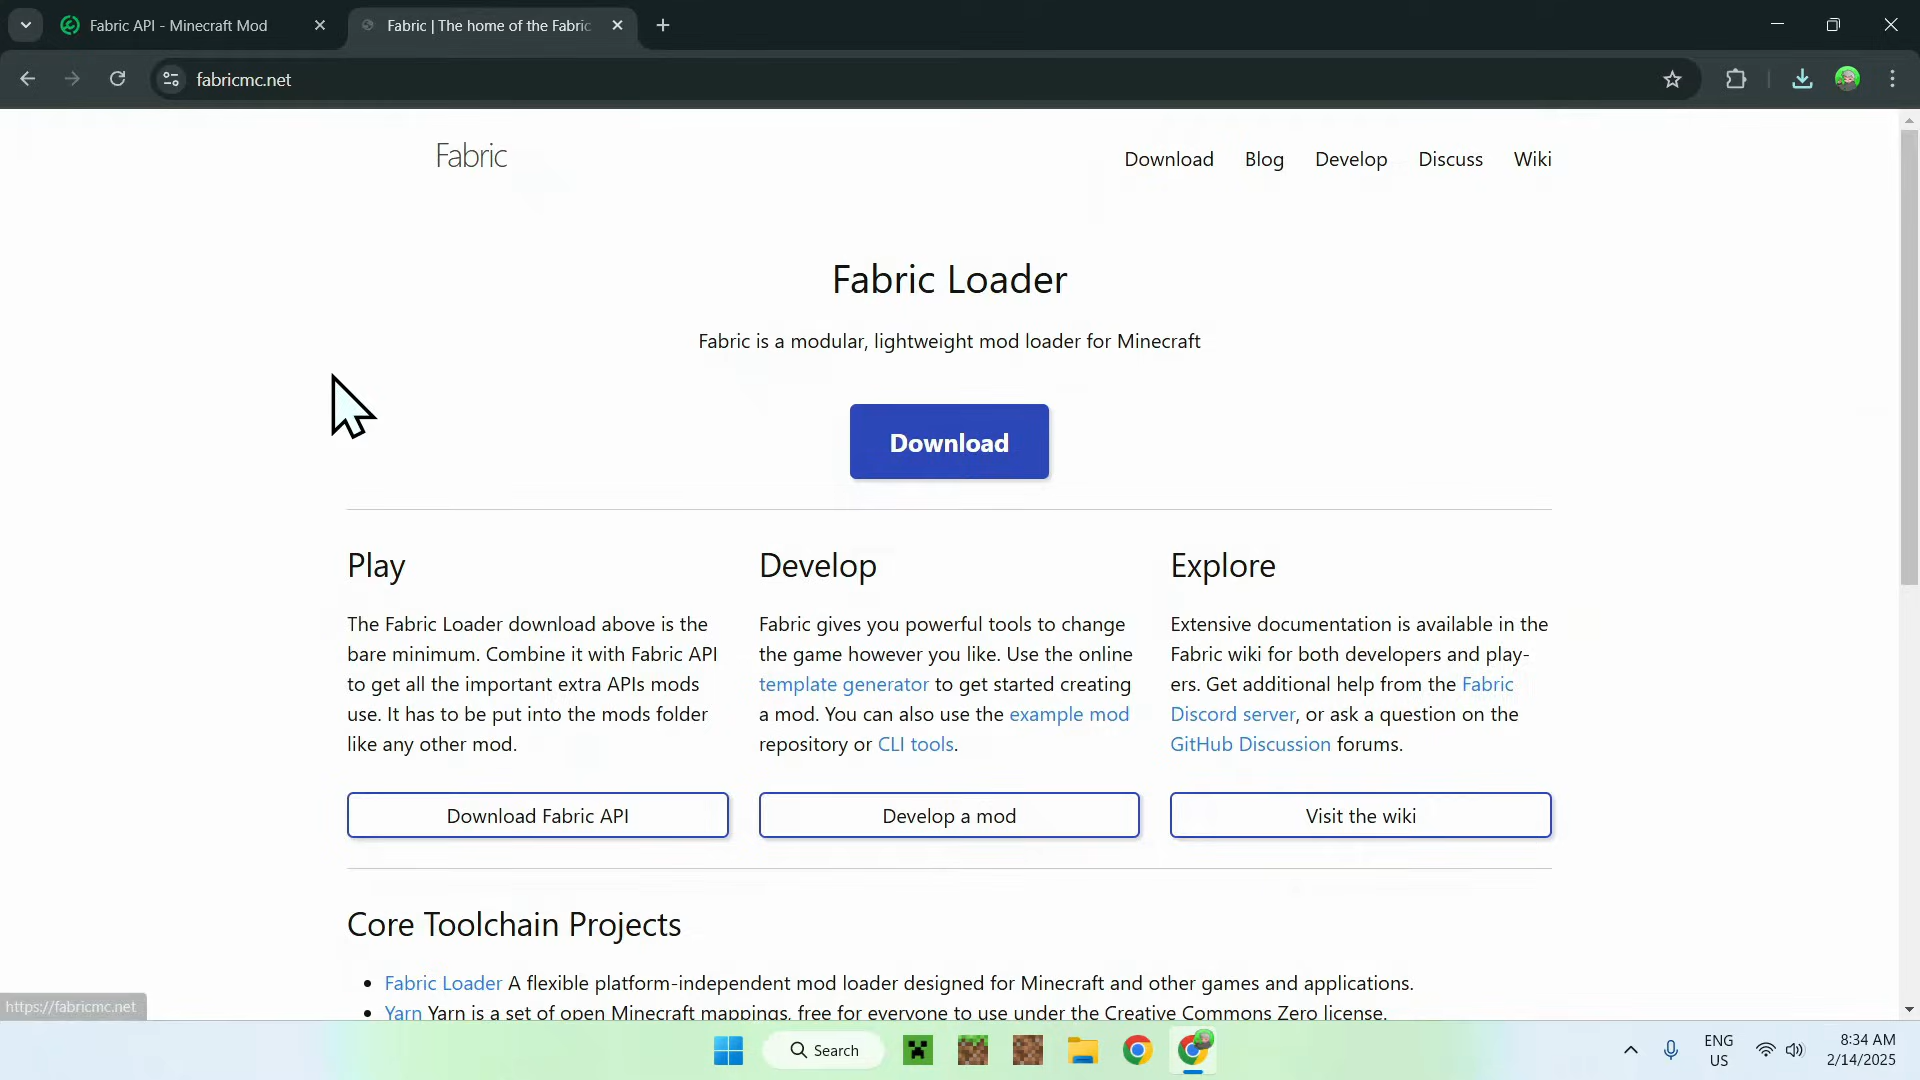 Fabric API - Minecraft Mod
Fabric | The home of the Fabric
fabricmc.net
Fabric
Download
Blog
Develop
Discuss
Wiki
Fabric Loader
Fabric is a modular, lightweight mod loader for Minecraft
Download
Play
The Fabric Loader download above is the
bare minimum. Combine it with Fabric API
to get all the important extra APIs mods
use. It has to be put into the mods folder
like any other mod.
Download Fabric API
Develop
Fabric gives you powerful tools to change
the game however you like. Use the online
template generator to get started creating
a mod. You can also use the example mod
repository or CLI tools.
Develop a mod
Explore
Extensive documentation is available in the
Fabric wiki for both developers and play-
ers. Get additional help from the Fabric
Discord server, or ask a question on the
GitHub Discussion forums.
Visit the wiki
Core Toolchain Projects
Fabric Loader A flexible platform-independent mod loader designed for Minecraft and other games and applications.
Yarn Yarn is a set of open Minecraft mappings, free for everyone to use under the Creative Commons Zero license.
https://fabricmc.net
Search
ENG
US
8:34 AM
2/14/2025